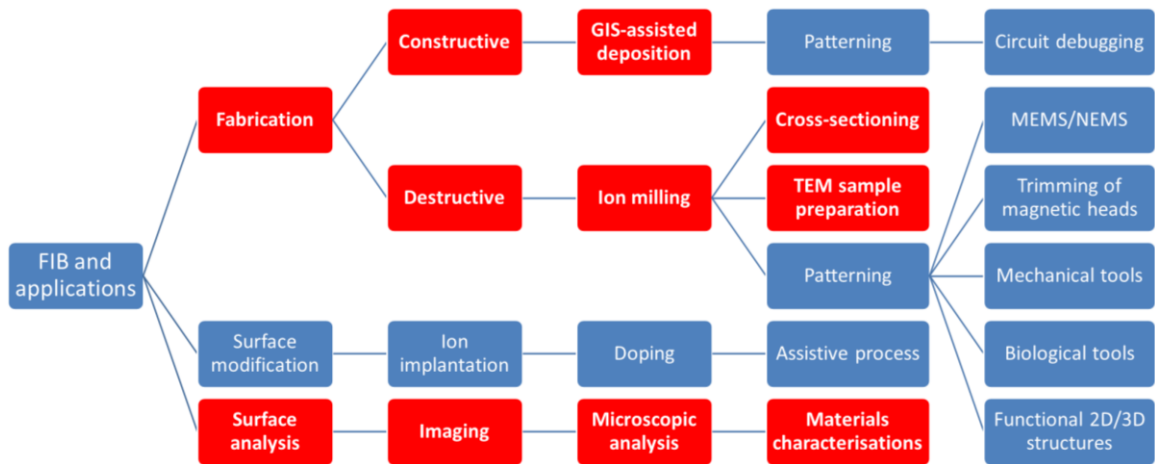 Constructive
GIS-assisted
deposition
Patterning
Circuit debugging
Fabrication
Cross-sectioning
MEMS/NEMS
Destructive
Ion milling
TEM sample
preparation
Trimming of
magnetic heads
FIB and
applications
Patterning
Mechanical tools
Surface
modification
Ion
implantation
Doping
Assistive process
Biological tools
Surface
analysis
Imaging
Microscopic
analysis
Materials
characterisations
Functional 2D/3D
structures